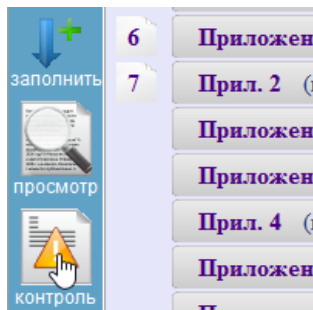 заполнить
просмотр
контроль
6 Приложен
7 Прил. 2 (
Приложен
Приложен
Прил. 4 (
Приложен